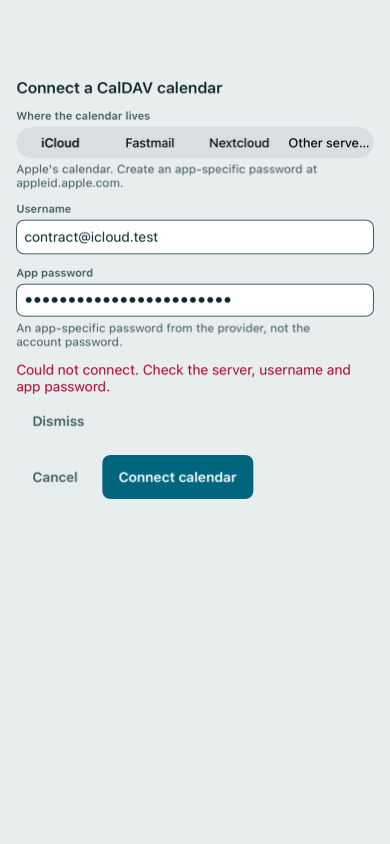 Connect a CalDAV calendar
Where the calendar lives
iCloud Fastmail Nextcloud Other serve...
Apple's calendar. Create an app-specific password at
appleid.apple.com.
Username
contract@icloud.test
App password
••••••••••••••••••••••••
An app-specific password from the provider, not the
account password.
Could not connect. Check the server, username and
app password.
Dismiss
Cancel Connect calendar